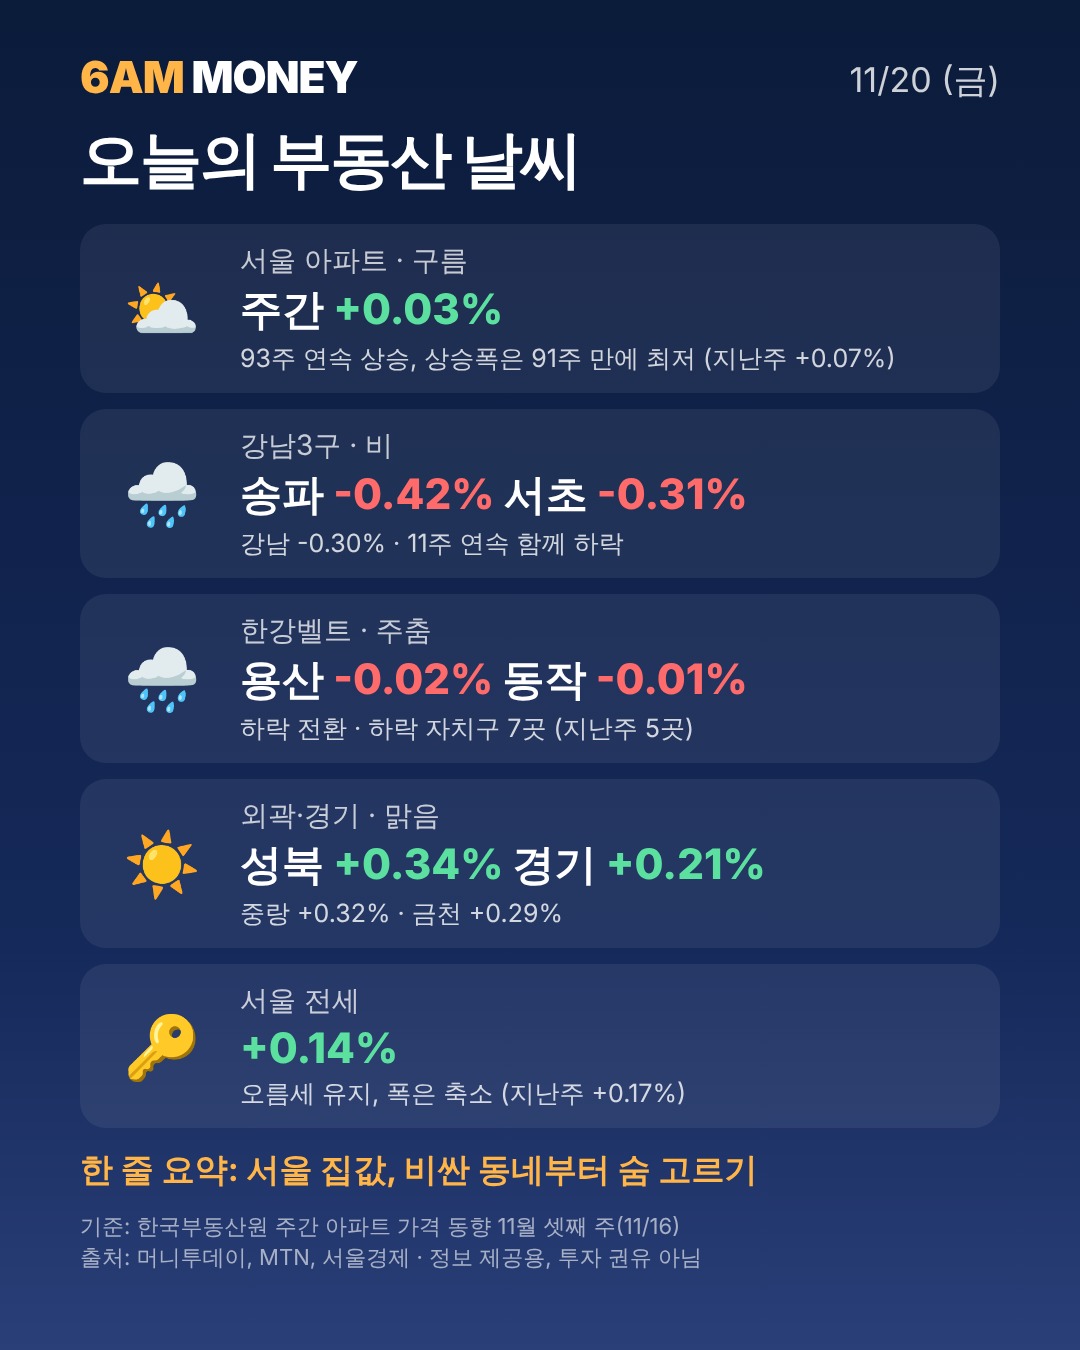 6AM MONEY
11/20 (금)
오늘의 부동산 날씨
서울 아파트 · 구름
주간 +0.03%
93주 연속 상승, 상승폭은 91주 만에 최저 (지난주 +0.07%)
강남3구 · 비
송파 -0.42% 서초 -0.31%
강남 -0.30% · 11주 연속 함께 하락
한강벨트 · 주춤
용산 -0.02% 동작 -0.01%
하락 전환 · 하락 자치구 7곳 (지난주 5곳)
외곽·경기 · 맑음
성북 +0.34% 경기 +0.21%
중랑 +0.32% · 금천 +0.29%
서울 전세
+0.14%
오름세 유지, 폭은 축소 (지난주 +0.17%)
한 줄 요약: 서울 집값, 비싼 동네부터 숨 고르기
기준: 한국부동산원 주간 아파트 가격 동향 11월 셋째 주(11/16)
출처: 머니투데이, MTN, 서울경제 · 정보 제공용, 투자 권유 아님